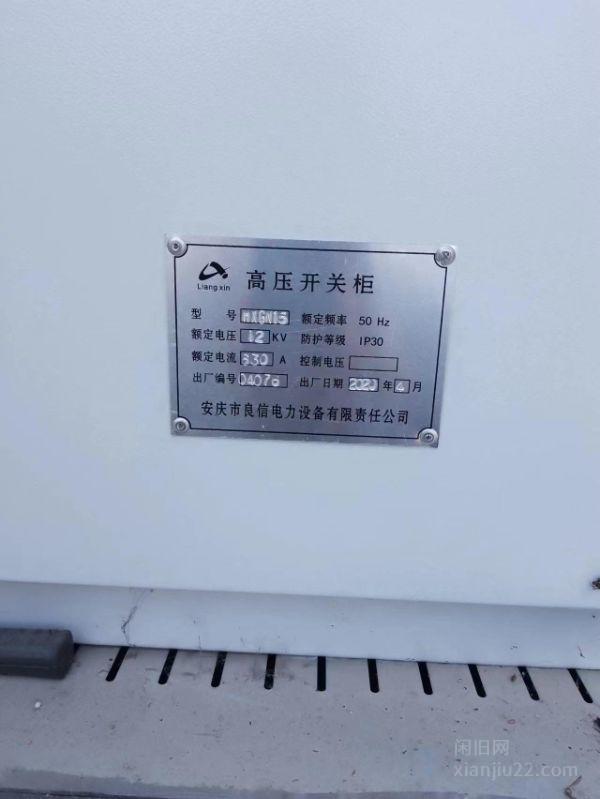 Liangxin
高压开关柜
型 号 HXGN15 额定频率 50 Hz
额定电压 12 KV 防护等级 IP30
额定电流 630 A 控制电压
出厂编号 出厂日期 2020 年 4 月
安庆市良信电力设备有限责任公司
闲旧网
xianjiu22.com